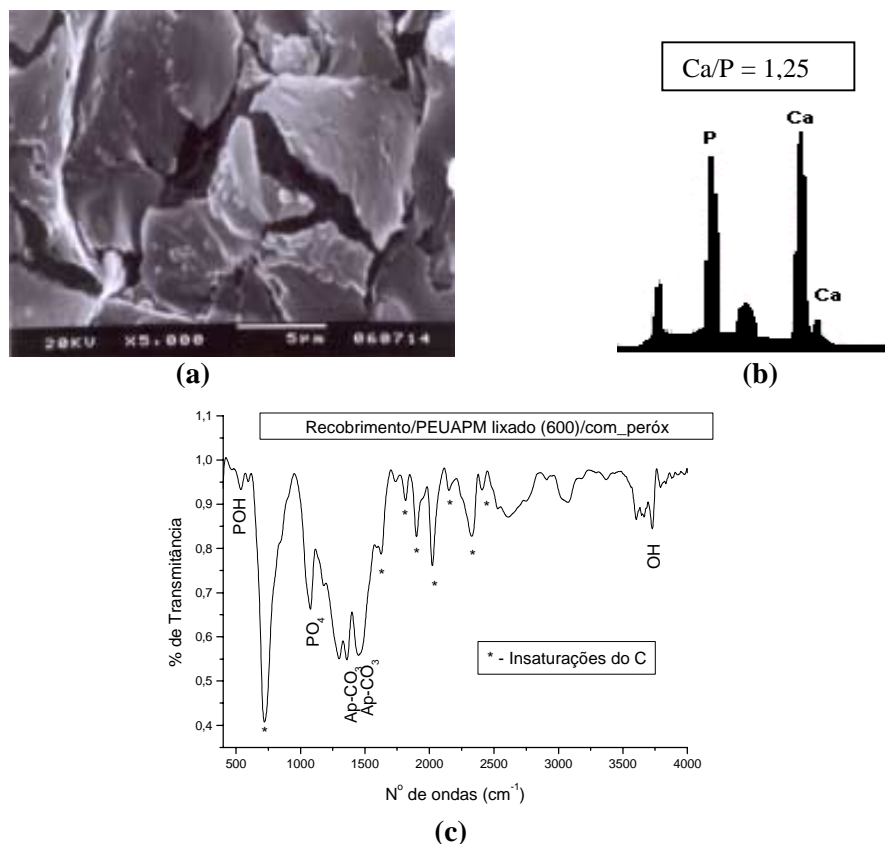 20KV X5.000 5µm 060714
(a)
Ca/P = 1,25
P
Ca
Ca
(b)
Recobrimento/PEUAPM lixado (600)/com_peróx
1,1
1,0
0,9
0,8
0,7
0,6
0,5
0,4
% de Transmitância
POH
*
PO4
Ap-CO3
Ap-CO3
*
*
*
*
*
*
*
OH
* - Insaturações do C
500 1000 1500 2000 2500 3000 3500 4000
Nº de ondas (cm-1)
(c)